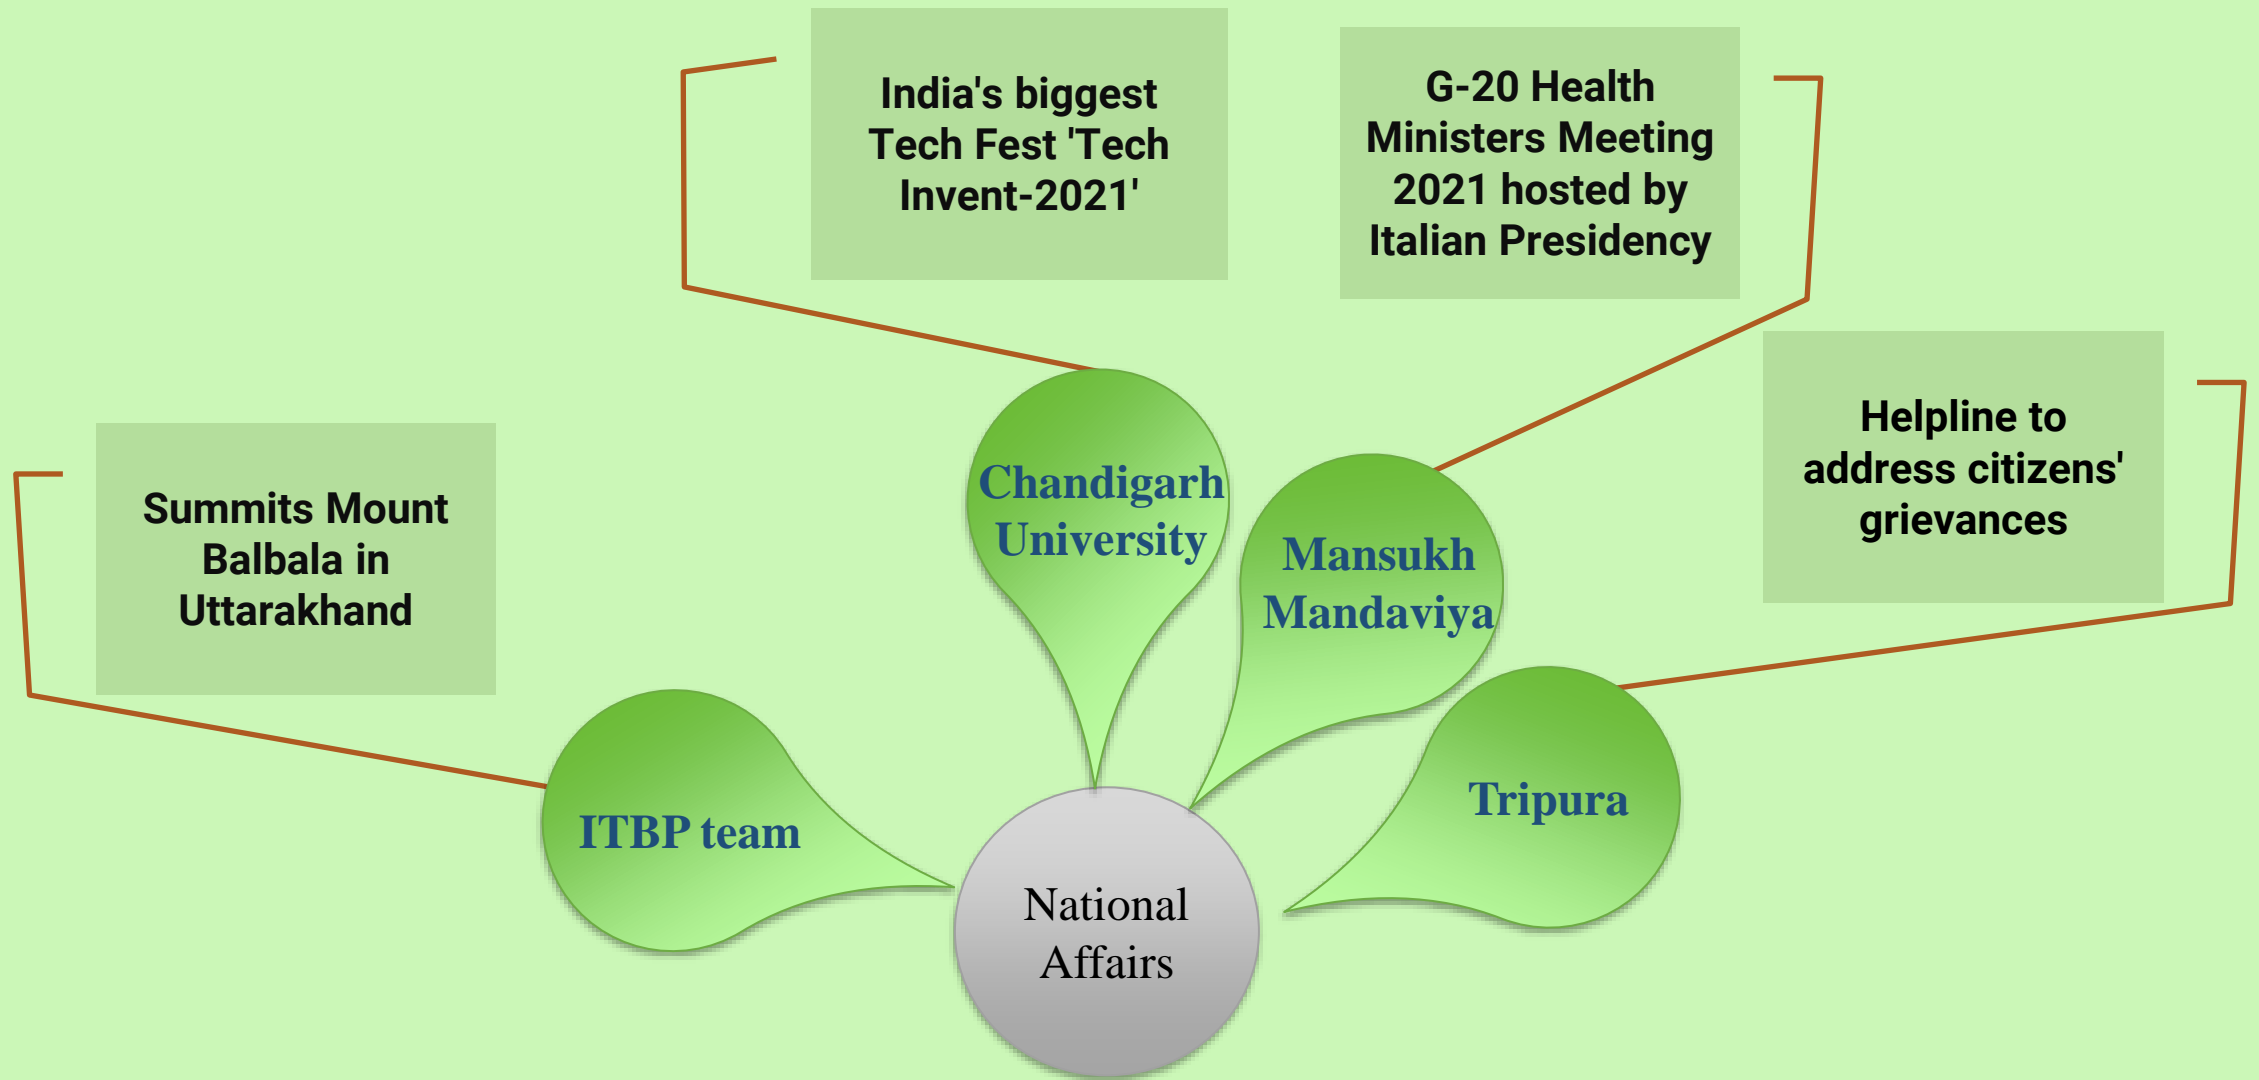 India's biggest
Tech Fest 'Tech
Invent-2021'
G-20 Health
Ministers Meeting
2021 hosted by
Italian Presidency
Helpline to
address citizens'
grievances
Summits Mount
Balbala in
Uttarakhand
Chandigarh
University
Mansukh
Mandaviya
Tripura
ITBP team
National
Affairs